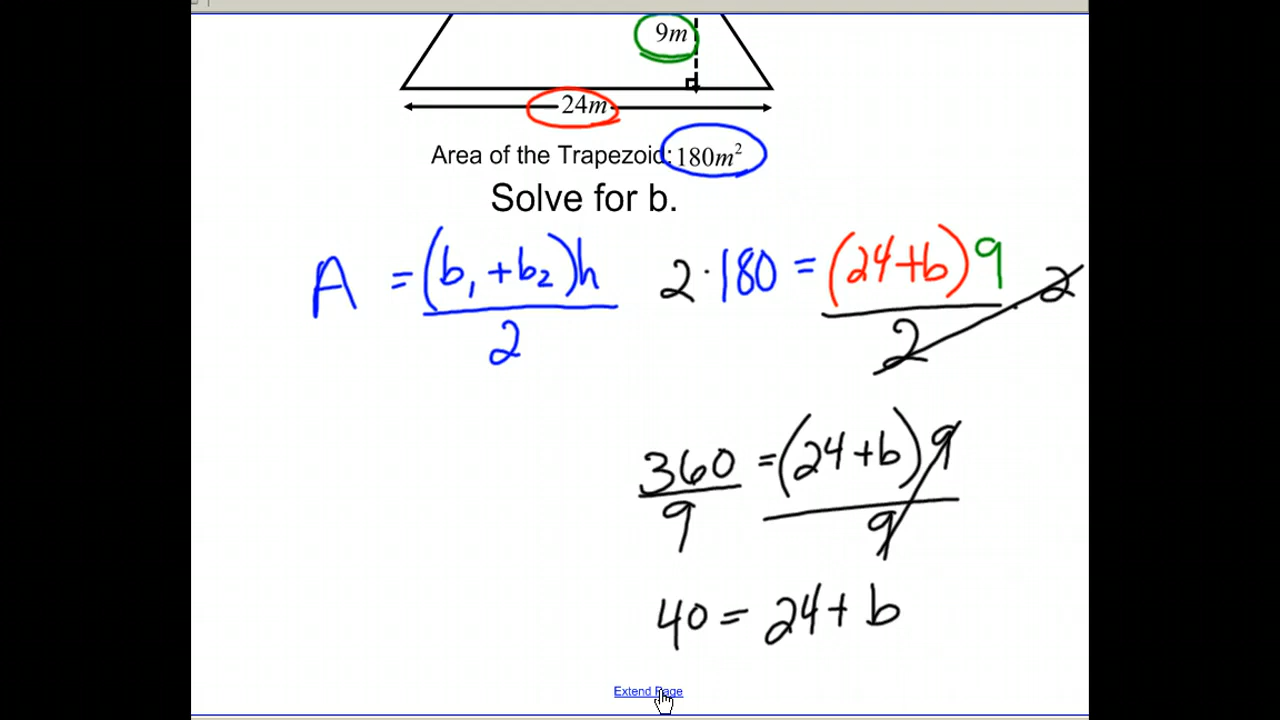 9m
24m
Area of the Trapezoid: 180m²
Solve for b.
A = (b₁ + b₂)h / 2
2 · 180 = (24 + b) 9 / 2 2
360 / 9 = (24 + b) 9 / 9
40 = 24 + b
Extend Page